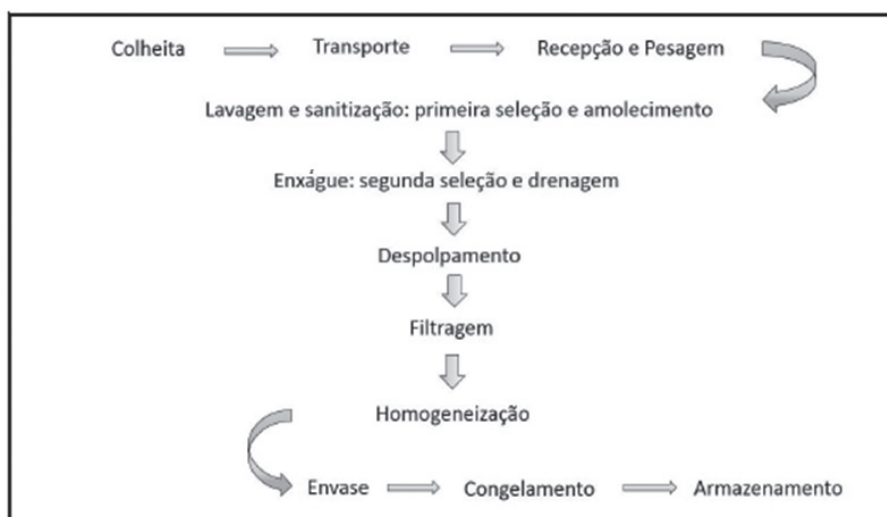 Colheita Transporte Recepção e Pesagem
Lavagem e sanitização: primeira seleção e amolecimento
Enxágue: segunda seleção e drenagem
Despolpamento
Filtragem
Homogeneização
Envase Congelamento Armazenamento